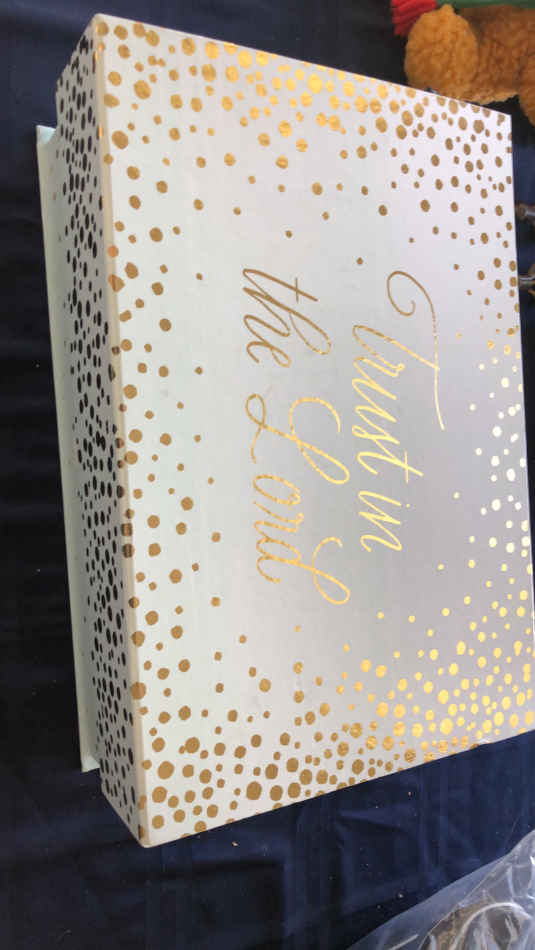 Trust in
the Lord